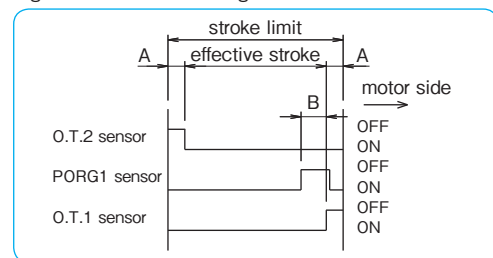 stroke limit
A effective stroke A
motor side
B
O.T.2 sensor
OFF
ON
PORG1 sensor
OFF
ON
O.T.1 sensor
OFF
ON